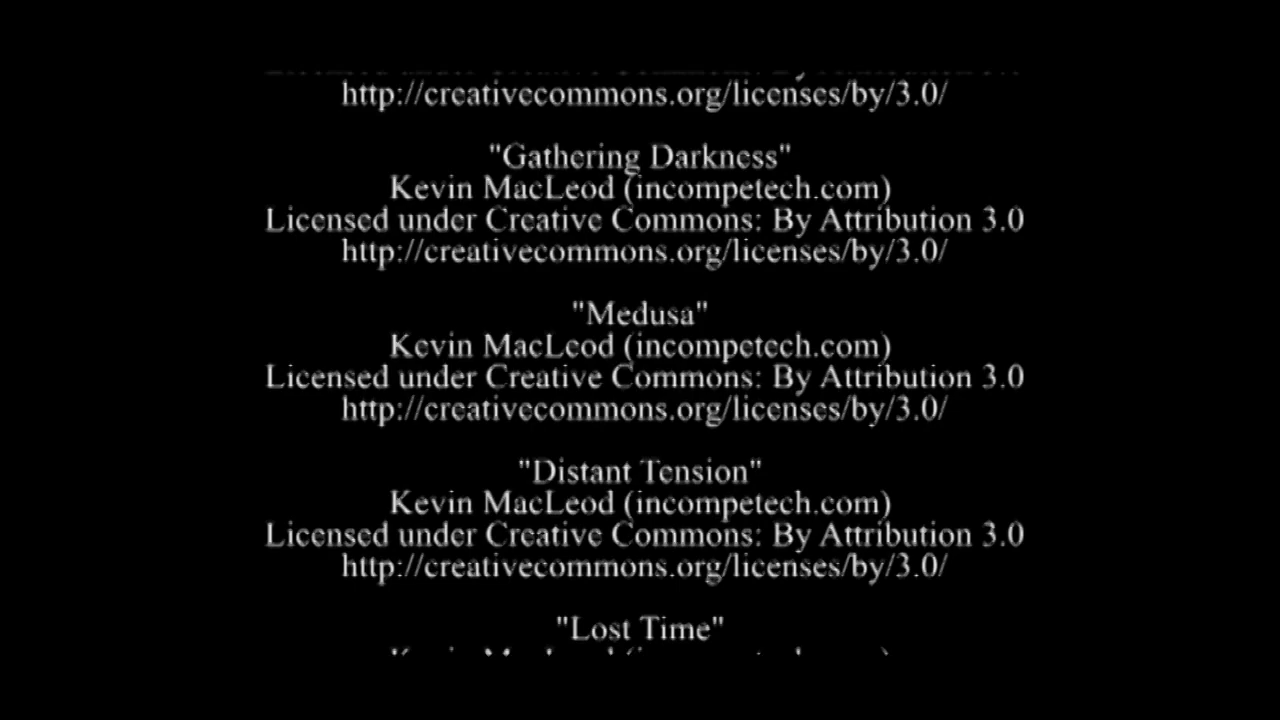 http://creativecommons.org/licenses/by/3.0/
"Gathering Darkness"
Kevin MacLeod (incompetech.com)
Licensed under Creative Commons: By Attribution 3.0
http://creativecommons.org/licenses/by/3.0/
"Medusa"
Kevin MacLeod (incompetech.com)
Licensed under Creative Commons: By Attribution 3.0
http://creativecommons.org/licenses/by/3.0/
"Distant Tension"
Kevin MacLeod (incompetech.com)
Licensed under Creative Commons: By Attribution 3.0
http://creativecommons.org/licenses/by/3.0/
"Lost Time"